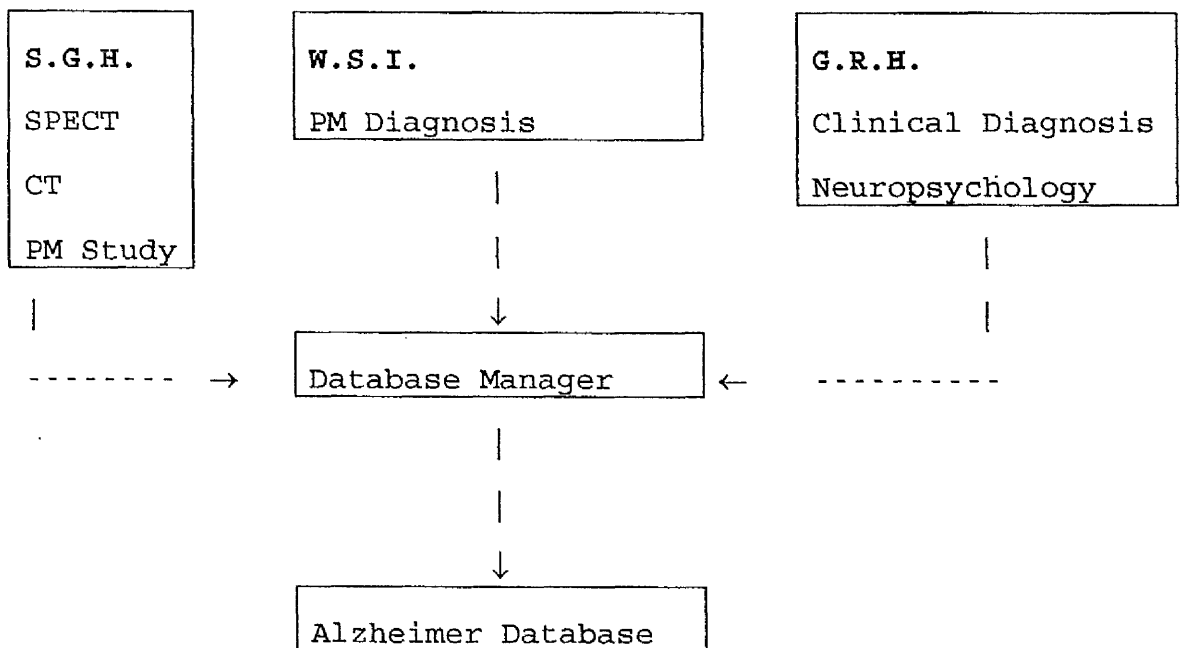 S.G.H.
SPECT
CT
PM Study
W.S.I.
PM Diagnosis
G.R.H.
Clinical Diagnosis
Neuropsychology
Database Manager
Alzheimer Database